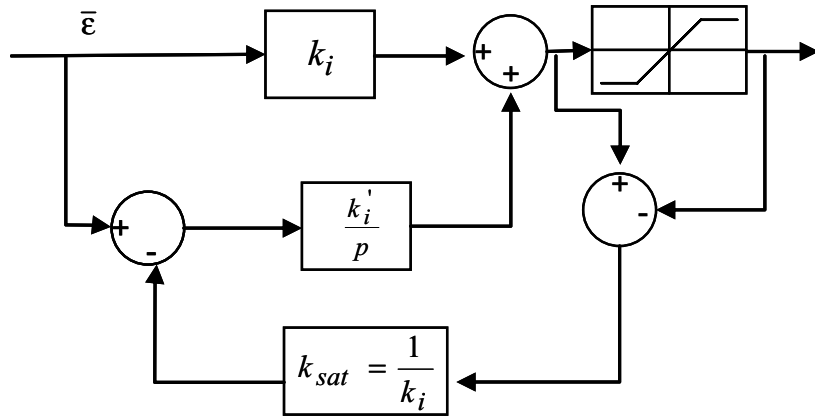 ε̅
k_i
+
+
+
+
-
+
-
k_i^' / p
k_sat = 1 / k_i